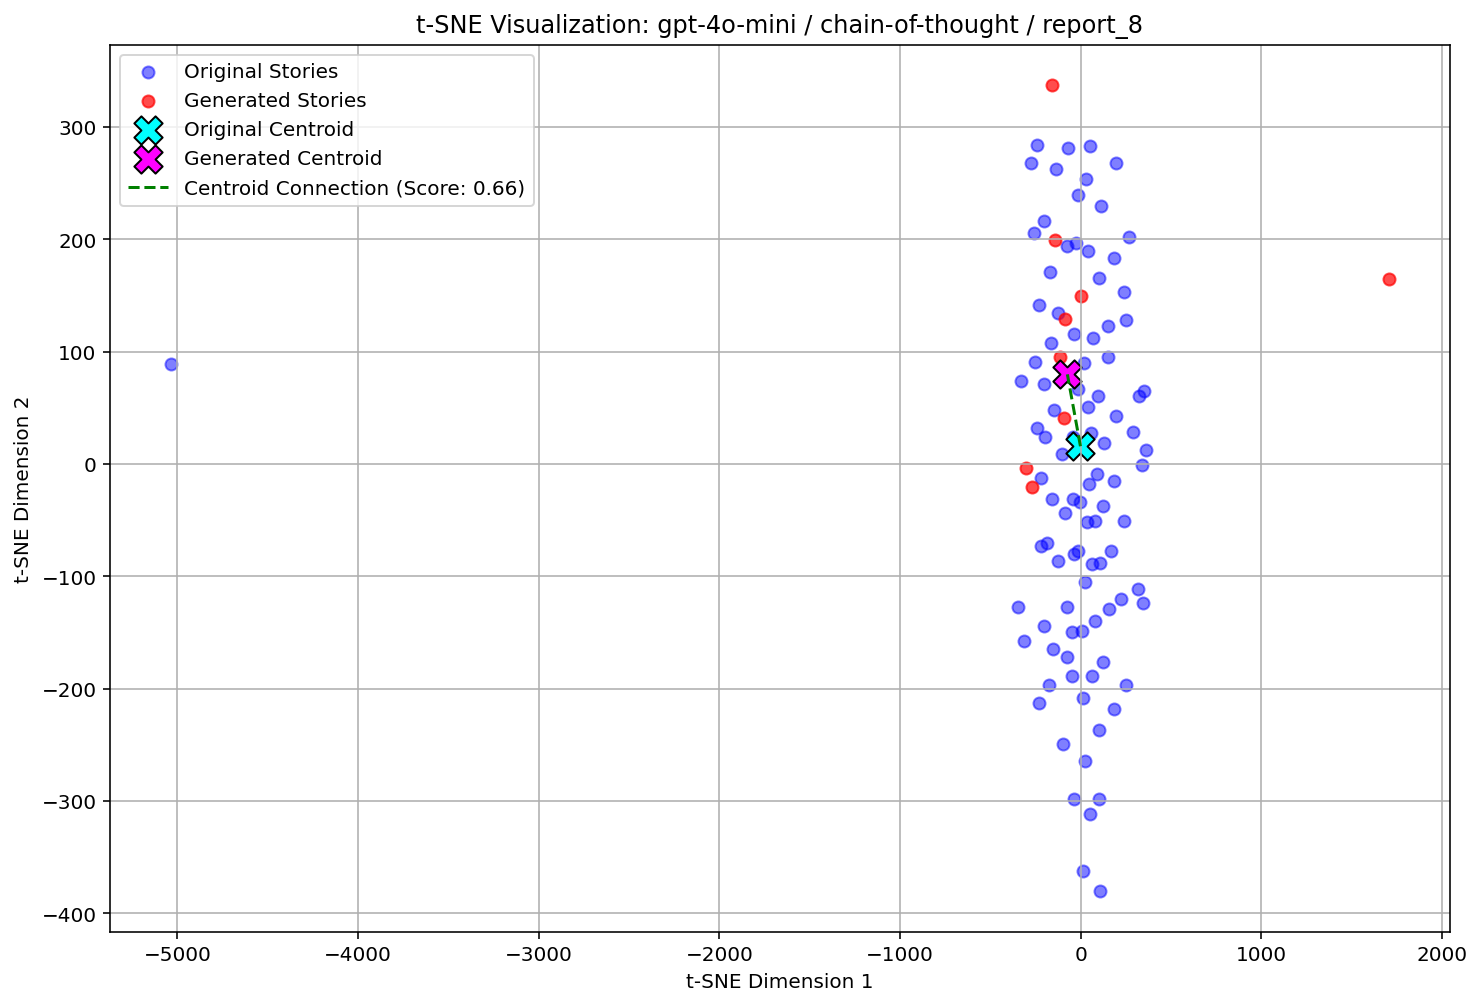 t-SNE Visualization: gpt-4o-mini / chain-of-thought / report_8
Original Stories
Generated Stories
Original Centroid
Generated Centroid
Centroid Connection (Score: 0.66)
t-SNE Dimension 2
300
200
100
0
−100
−200
−300
−400
−5000
−4000
−3000
−2000
−1000
0
1000
2000
t-SNE Dimension 1